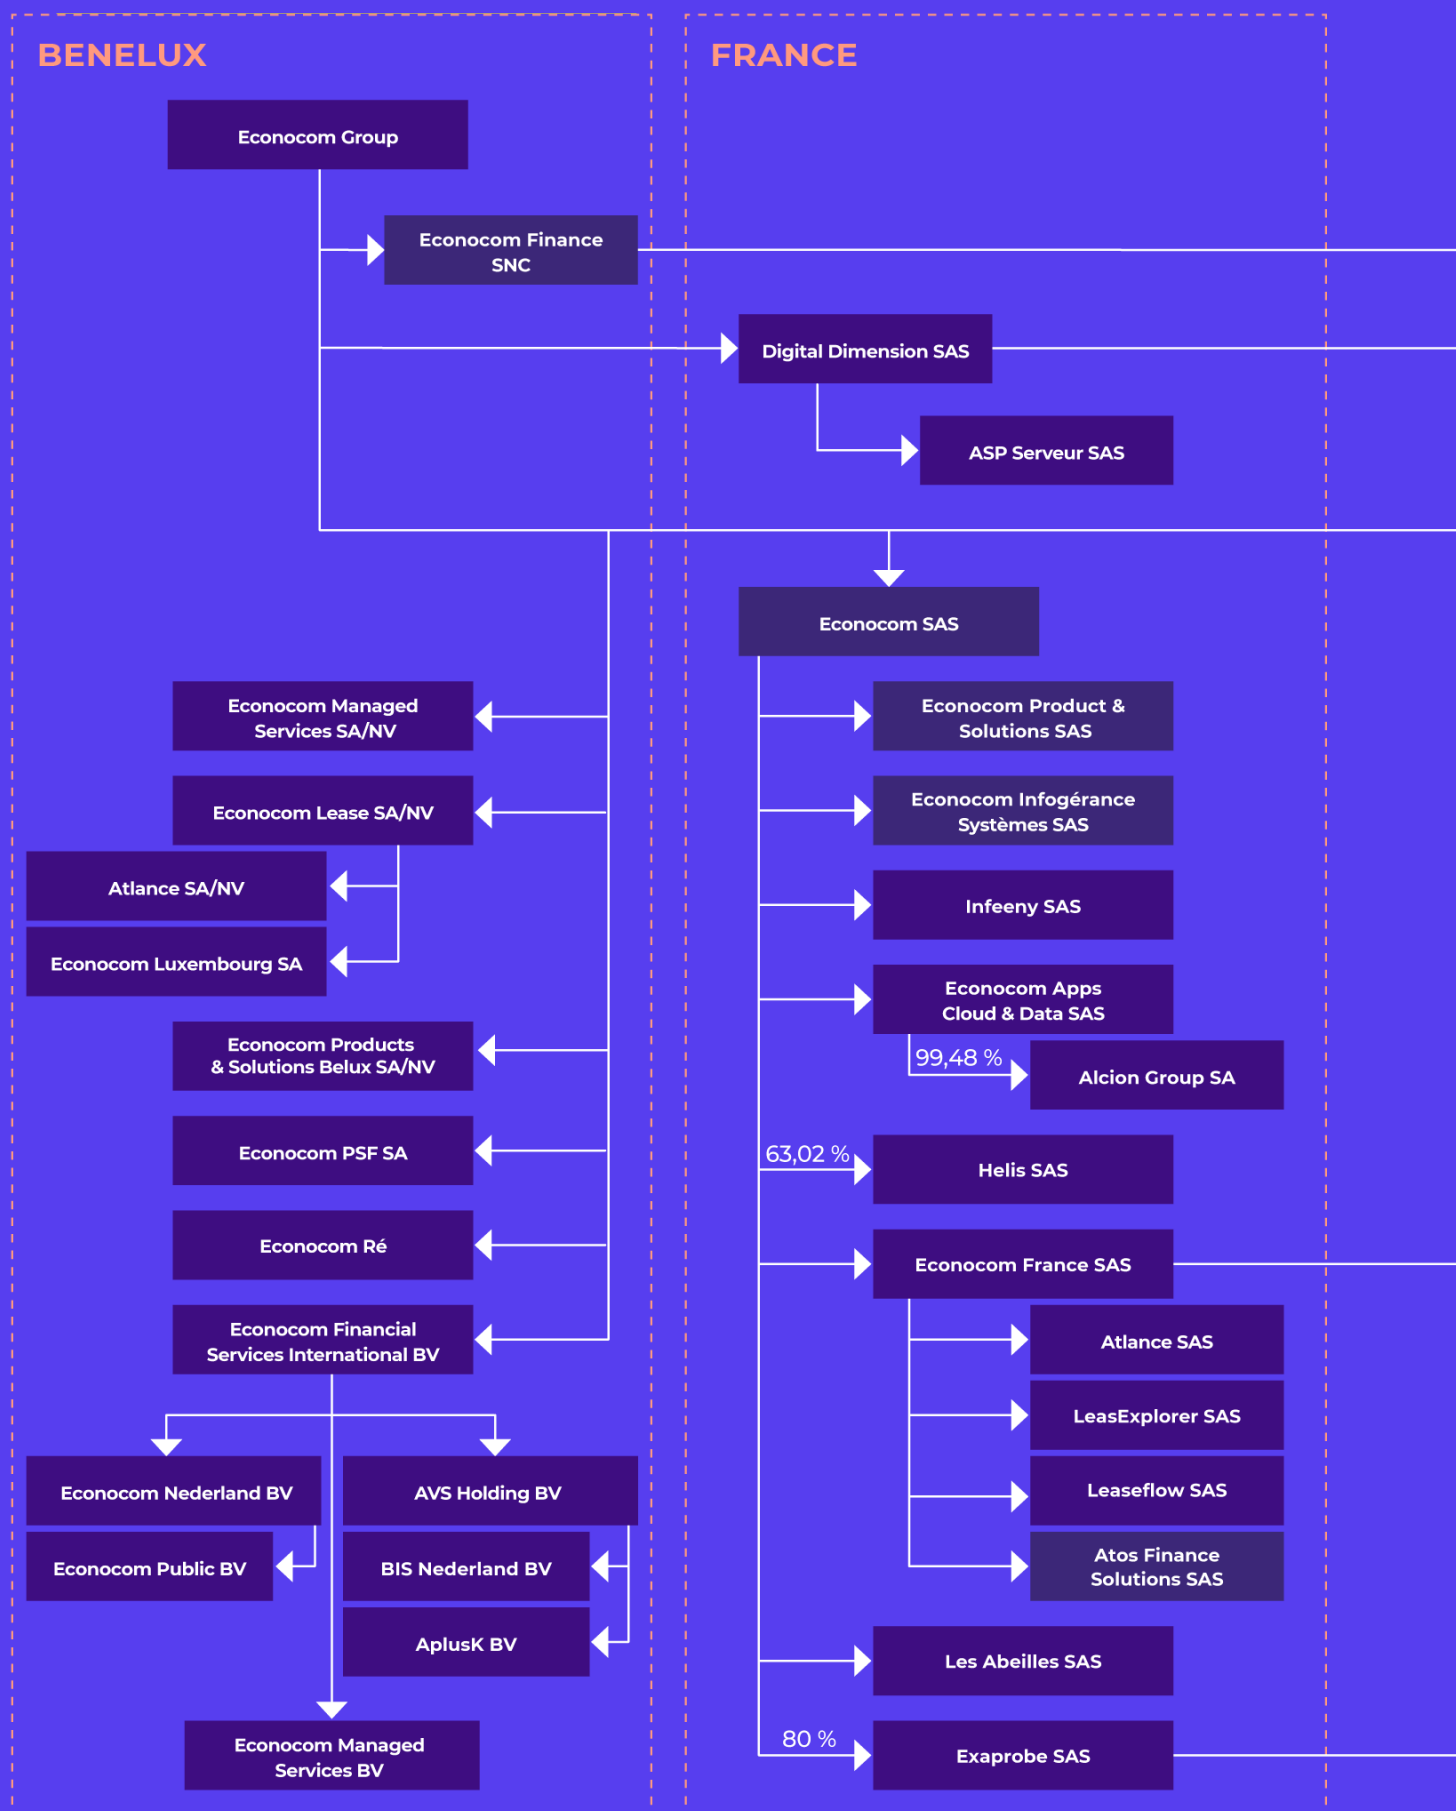 BENELUX
Econocom Group
Econocom Finance
SNC
Econocom Managed
Services SA/NV
Econocom Lease SA/NV
Atlance SA/NV
Econocom Luxembourg SA
Econocom Products
& Solutions Belux SA/NV
Econocom PSF SA
Econocom Ré
Econocom Financial
Services International BV
Econocom Nederland BV
AVS Holding BV
Econocom Public BV
BIS Nederland BV
AplusK BV
Econocom Managed
Services BV
FRANCE
Digital Dimension SAS
ASP Serveur SAS
Econocom SAS
Econocom Product &
Solutions SAS
Econocom Infogérance
Systèmes SAS
Infeeny SAS
Econocom Apps
Cloud & Data SAS
99,48 %
Alcion Group SA
63,02 %
Helis SAS
Econocom France SAS
Atlance SAS
LeasExplorer SAS
Leaseflow SAS
Atos Finance
Solutions SAS
Les Abeilles SAS
80 %
Exaprobe SAS